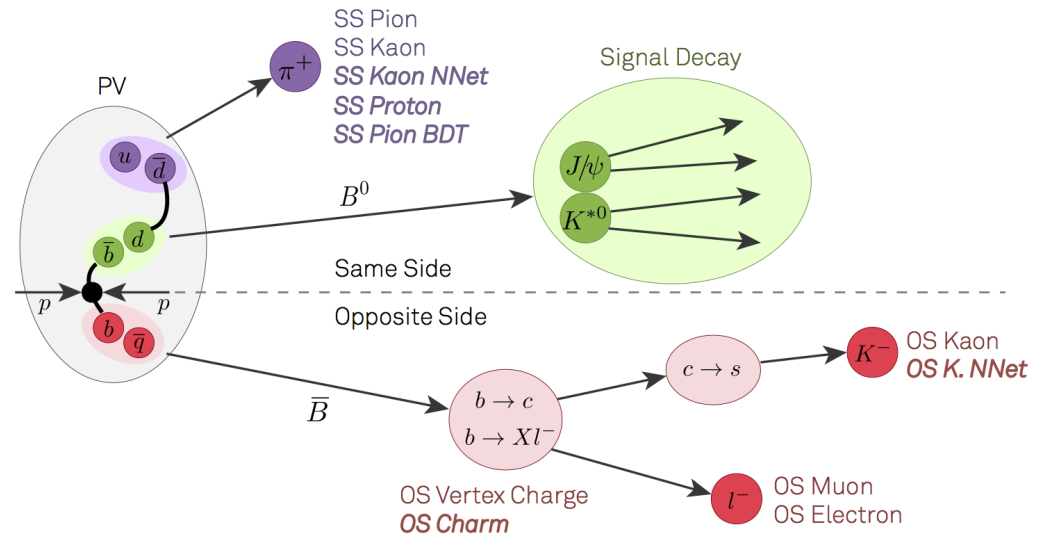 SS Pion
SS Kaon
SS Kaon NNet
SS Proton
SS Pion BDT
π⁺
PV
Signal Decay
u
d̅
J/ψ
K*⁰
B⁰
b̅
d
Same Side
p
p
Opposite Side
b
q̅
B̅
b → c
b → Xl⁻
c → s
K⁻
OS Kaon
OS K. NNet
OS Vertex Charge
OS Charm
l⁻
OS Muon
OS Electron